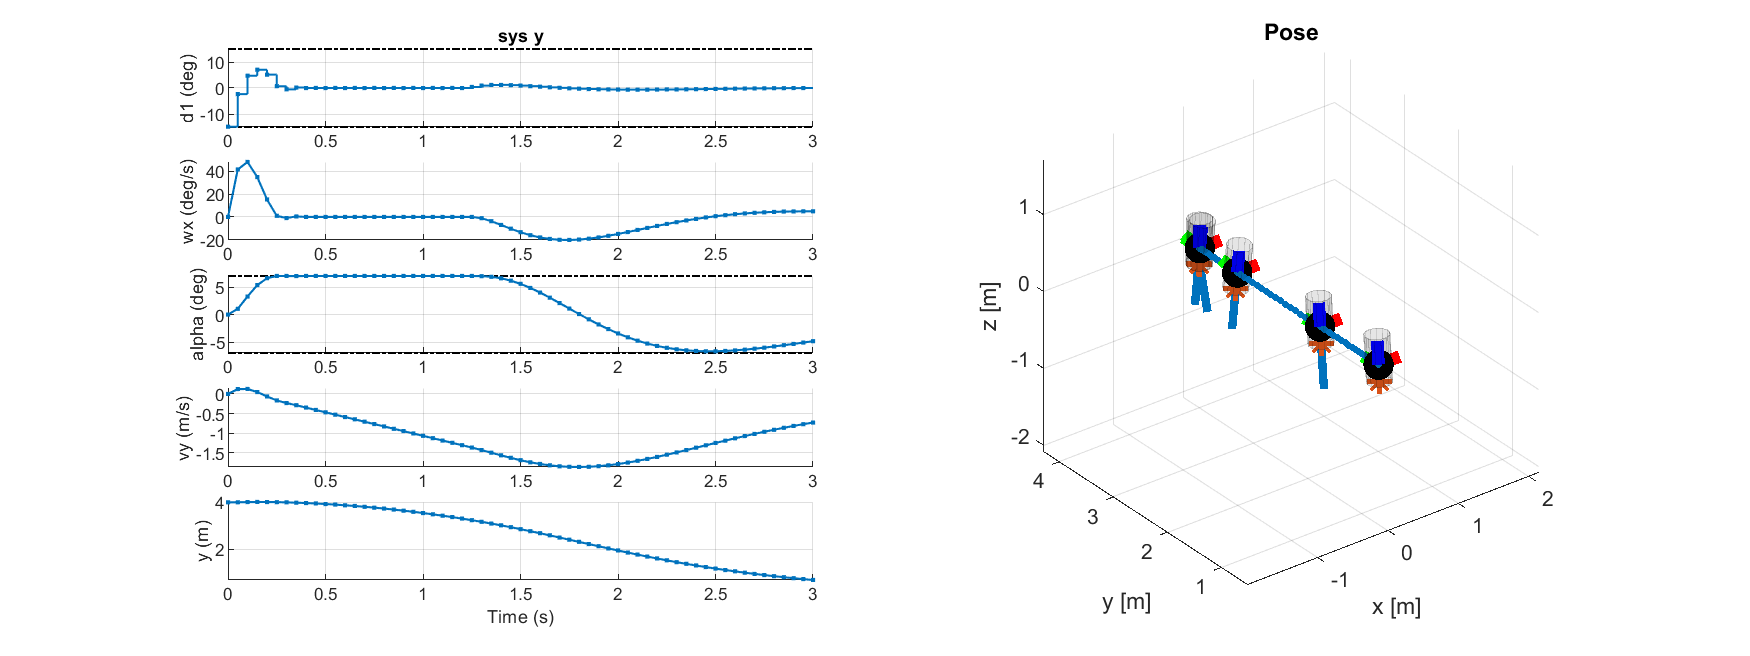 sys y
10
0
-10
d1 (deg)
0 0.5 1 1.5 2 2.5 3
40
20
0
-20
wx (deg/s)
0 0.5 1 1.5 2 2.5 3
5
0
-5
alpha (deg)
0 0.5 1 1.5 2 2.5 3
0
-0.5
-1
-1.5
vy (m/s)
0 0.5 1 1.5 2 2.5 3
4
2
y (m)
0 0.5 1 1.5 2 2.5 3
Time (s)
Pose
1
0
-1
-2
z [m]
4
3
2
1
y [m]
-1
0
1
2
x [m]